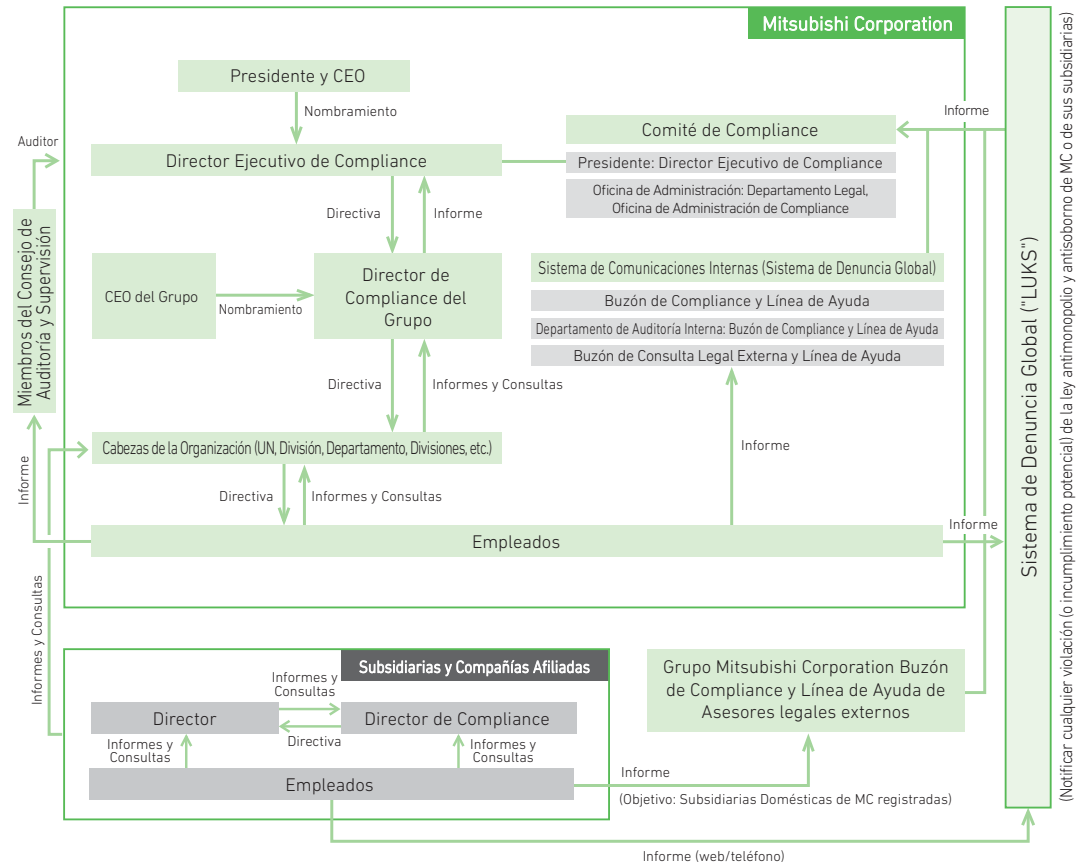 Mitsubishi Corporation
Presidente y CEO
Nombramiento
Informe
Comité de Compliance
Auditor
Director Ejecutivo de Compliance
Presidente: Director Ejecutivo de Compliance
Oficina de Administración: Departamento Legal,
Oficina de Administración de Compliance
Directiva
Informe
Miembros del Consejo de
Auditoría y Supervisión
CEO del Grupo
Nombramiento
Director de
Compliance del
Grupo
Sistema de Comunicaciones Internas (Sistema de Denuncia Global)
Buzón de Compliance y Línea de Ayuda
Departamento de Auditoría Interna: Buzón de Compliance y Línea de Ayuda
Buzón de Consulta Legal Externa y Línea de Ayuda
Directiva
Informes y Consultas
Cabezas de la Organización (UN, División, Departamento, Divisiones, etc.)
Informe
Informe
Directiva
Informes y Consultas
Empleados
Informe
Sistema de Denuncia Global ("LUKS")
(Notificar cualquier violación (o incumplimiento potencial) de la ley antimonopolio y antisoborno de MC o de sus subsidiarias)
Informes y Consultas
Subsidiarias y Compañías Afiliadas
Informes y
Consultas
Director
Director de Compliance
Directiva
Informes y
Consultas
Informes y
Consultas
Empleados
Grupo Mitsubishi Corporation Buzón
de Compliance y Línea de Ayuda de
Asesores legales externos
Informe
(Objetivo: Subsidiarias Domésticas de MC registradas)
Informe (web/teléfono)